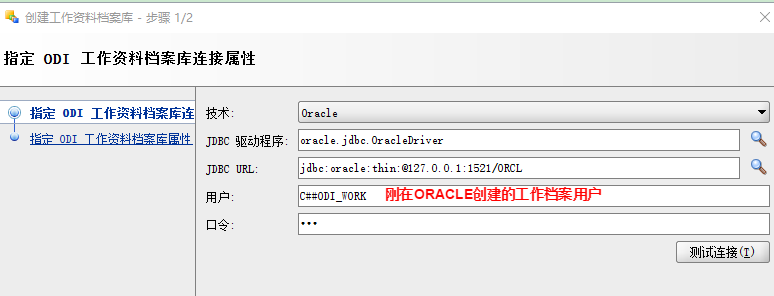 创建工作资料档案库 - 步骤 1/2
指定 ODI 工作资料档案库连接属性
指定 ODI 工作资料档案库连
指定 ODI 工作资料档案库属性
技术: Oracle
JDBC 驱动程序: oracle.jdbc.OracleDriver
JDBC URL: jdbc:oracle:thin:@127.0.0.1:1521/ORCL
用户: C##ODI_WORK 刚在ORACLE创建的工作档案用户
口令: •••
测试连接(T)